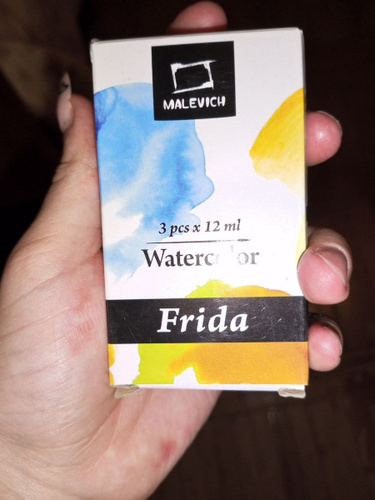 MALEVICH
3 pcs x 12 ml
Watercolor
Frida